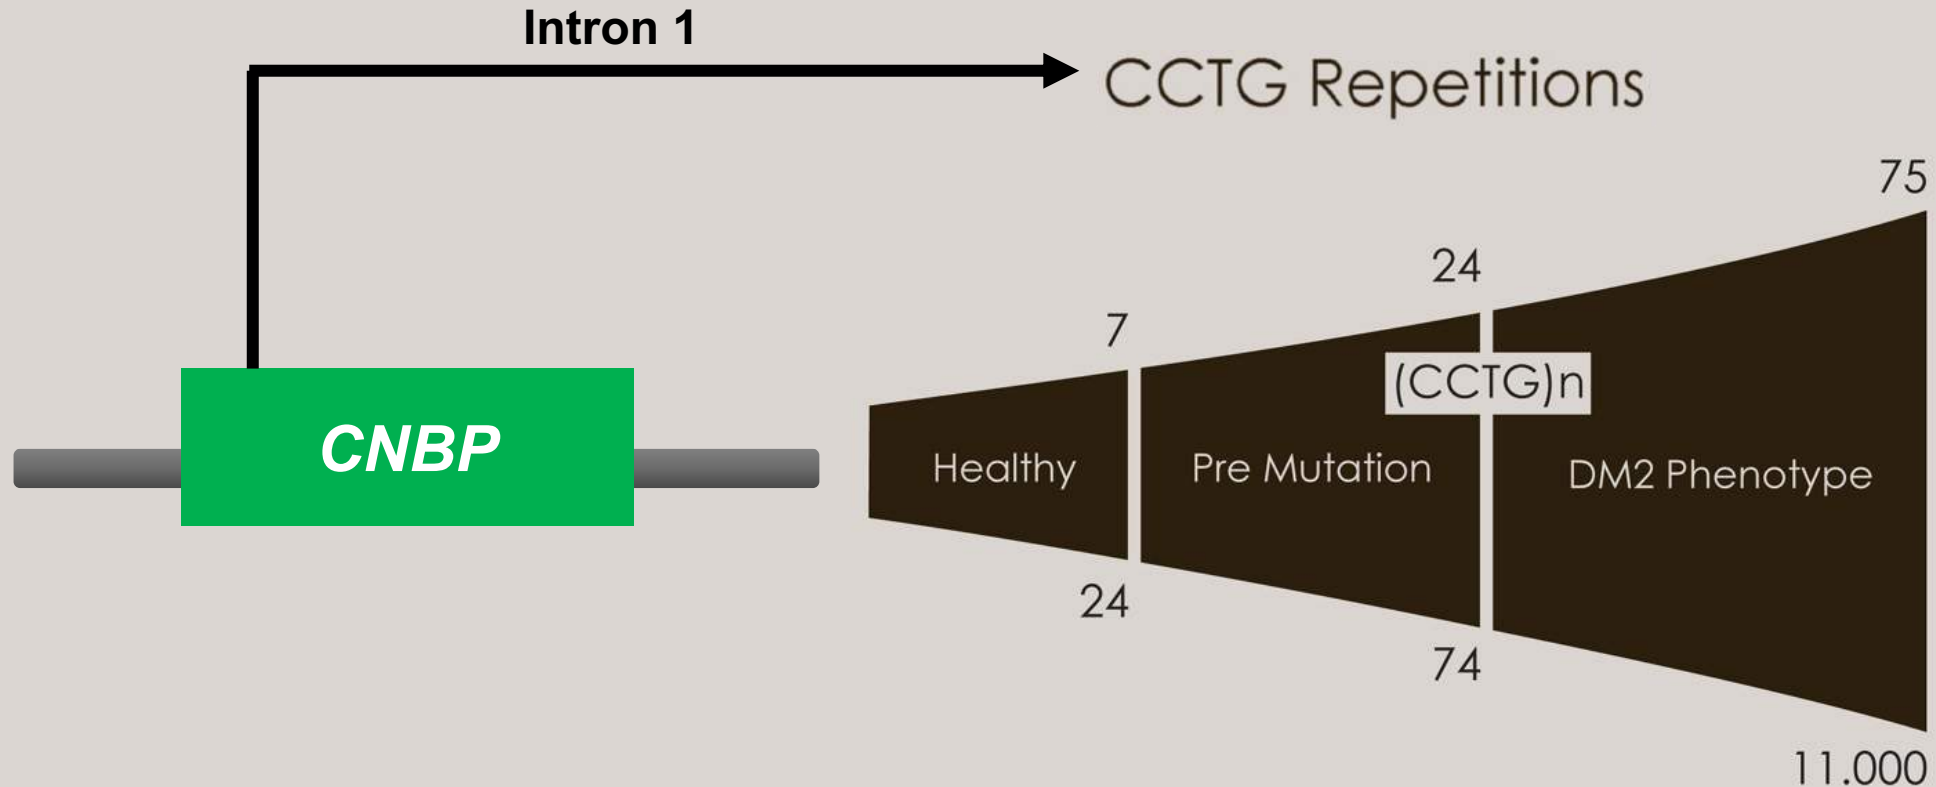 Intron 1
CCTG Repetitions
75
24
7
(CCTG)n
CNBP
Healthy
Pre Mutation
DM2 Phenotype
24
74
11.000